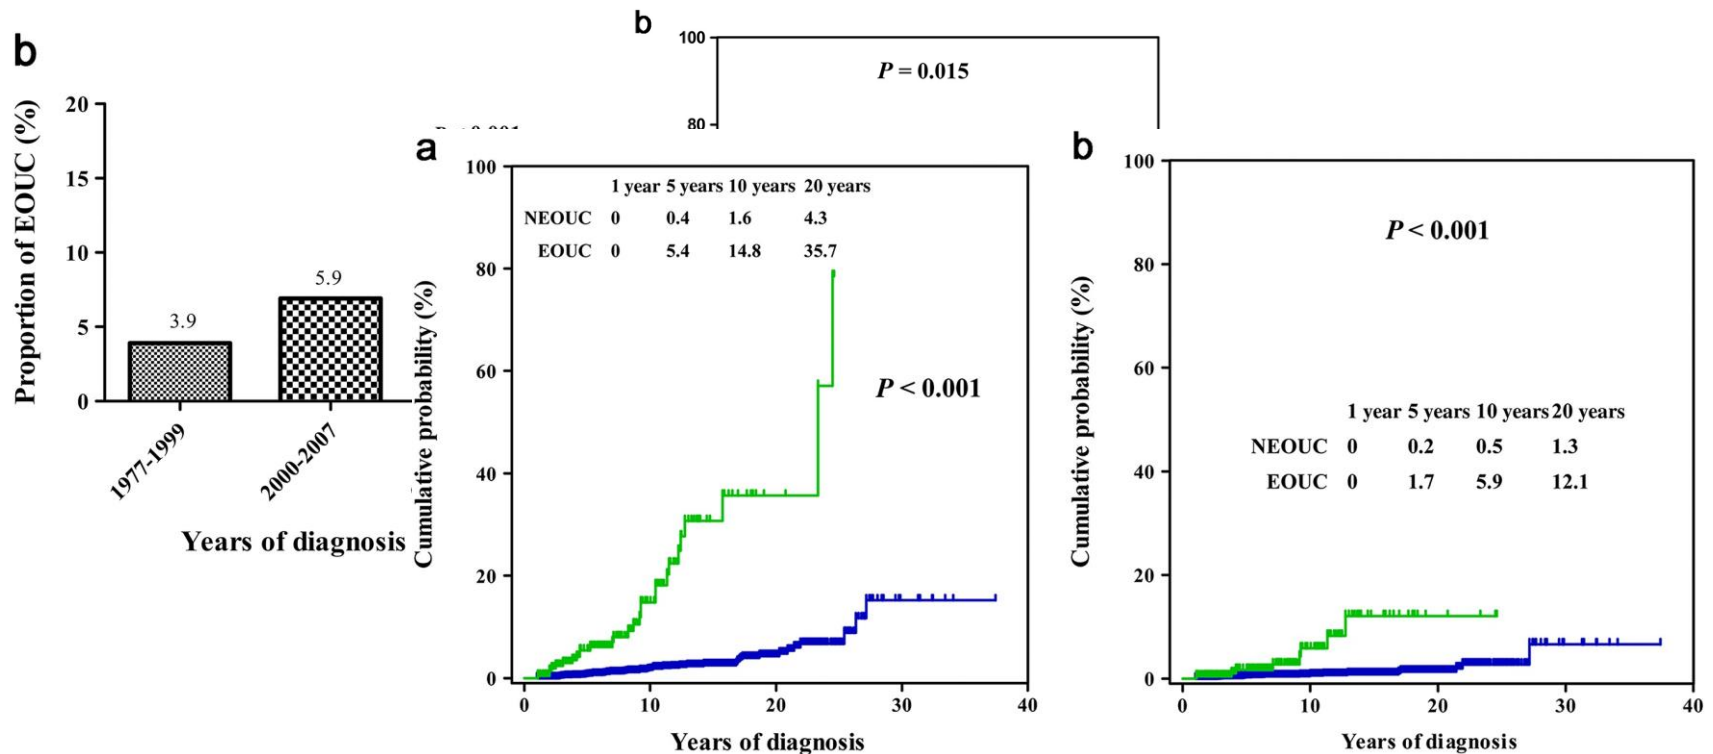 b
Proportion of EOUC (%)
20
15
10
5
0
3.9
5.9
1977-1999
2000-2007
Years of diagnosis
b
100
80
P = 0.015
a
Cumulative probability (%)
100
80
60
40
20
0
1 year 5 years 10 years 20 years
NEOUC 0 0.4 1.6 4.3
EOUC 0 5.4 14.8 35.7
P < 0.001
0 10 20 30 40
Years of diagnosis
b
Cumulative probability (%)
100
80
60
40
20
0
P < 0.001
1 year 5 years 10 years 20 years
NEOUC 0 0.2 0.5 1.3
EOUC 0 1.7 5.9 12.1
0 10 20 30 40
Years of diagnosis